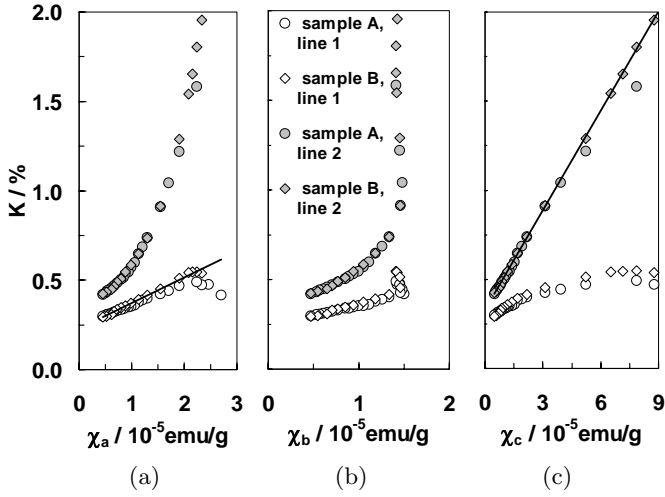 K / %
2.0
1.5
1.0
0.5
0.0
0 1 2 3
χa / 10-5emu/g
(a)
sample A,
line 1
sample B,
line 1
sample A,
line 2
sample B,
line 2
0 1 2
χb / 10-5emu/g
(b)
0 3 6 9
χc / 10-5emu/g
(c)